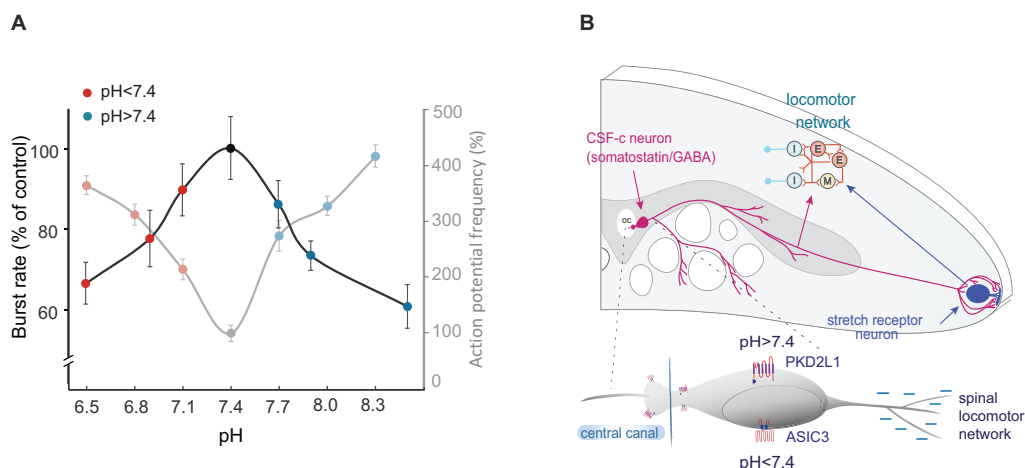 A
pH<7.4
pH>7.4
Burst rate (% of control)
100
80
60
6.5
6.8
7.1
7.4
7.7
8.0
8.3
pH
500
400
300
200
100
0
Action potential frequency (%)
B
locomotor
network
CSF-c neuron
(somatostatin/GABA)
I
E
E
I
M
cc
stretch receptor
neuron
pH>7.4
PKD2L1
central canal
ASIC3
pH<7.4
spinal
locomotor
network